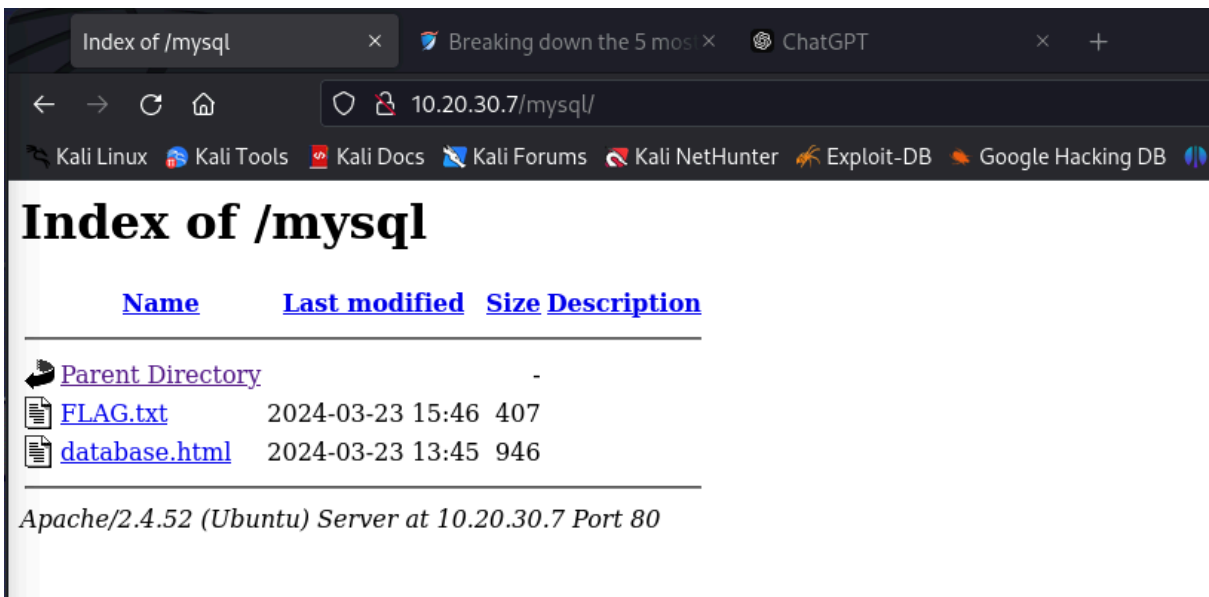 Index of /mysql
Breaking down the 5 most
ChatGPT
10.20.30.7/mysql/
Kali Linux Kali Tools Kali Docs Kali Forums Kali NetHunter Exploit-DB Google Hacking DB
Index of /mysql
Name Last modified Size Description
Parent Directory -
FLAG.txt 2024-03-23 15:46 407
database.html 2024-03-23 13:45 946
Apache/2.4.52 (Ubuntu) Server at 10.20.30.7 Port 80